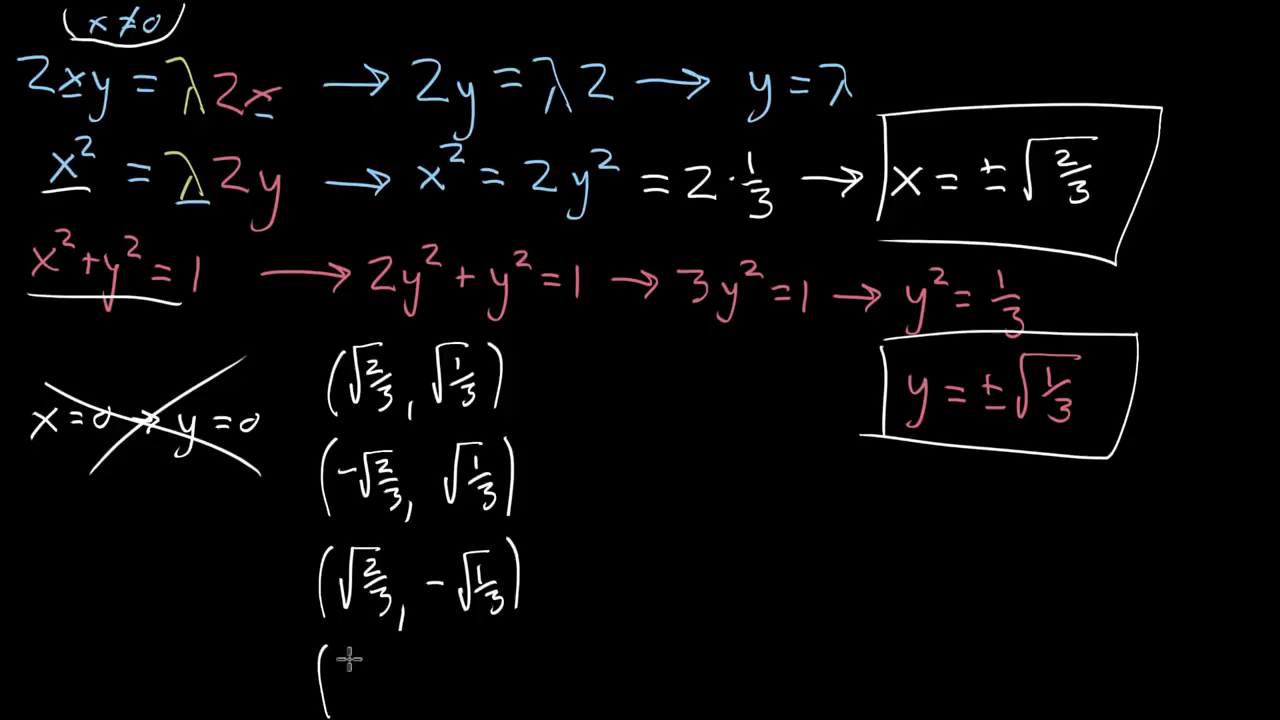 x ≠ 0
2xy = λ2x → 2y = λ2 → y = λ
x² = λ2y → x² = 2y² = 2 · 1/3 → x = ±√(2/3)
x² + y² = 1 → 2y² + y² = 1 → 3y² = 1 → y² = 1/3
y = ±√(1/3)
x = 0 → y = 0
(√(2/3), √(1/3))
(-√(2/3), √(1/3))
(√(2/3), -√(1/3))
(